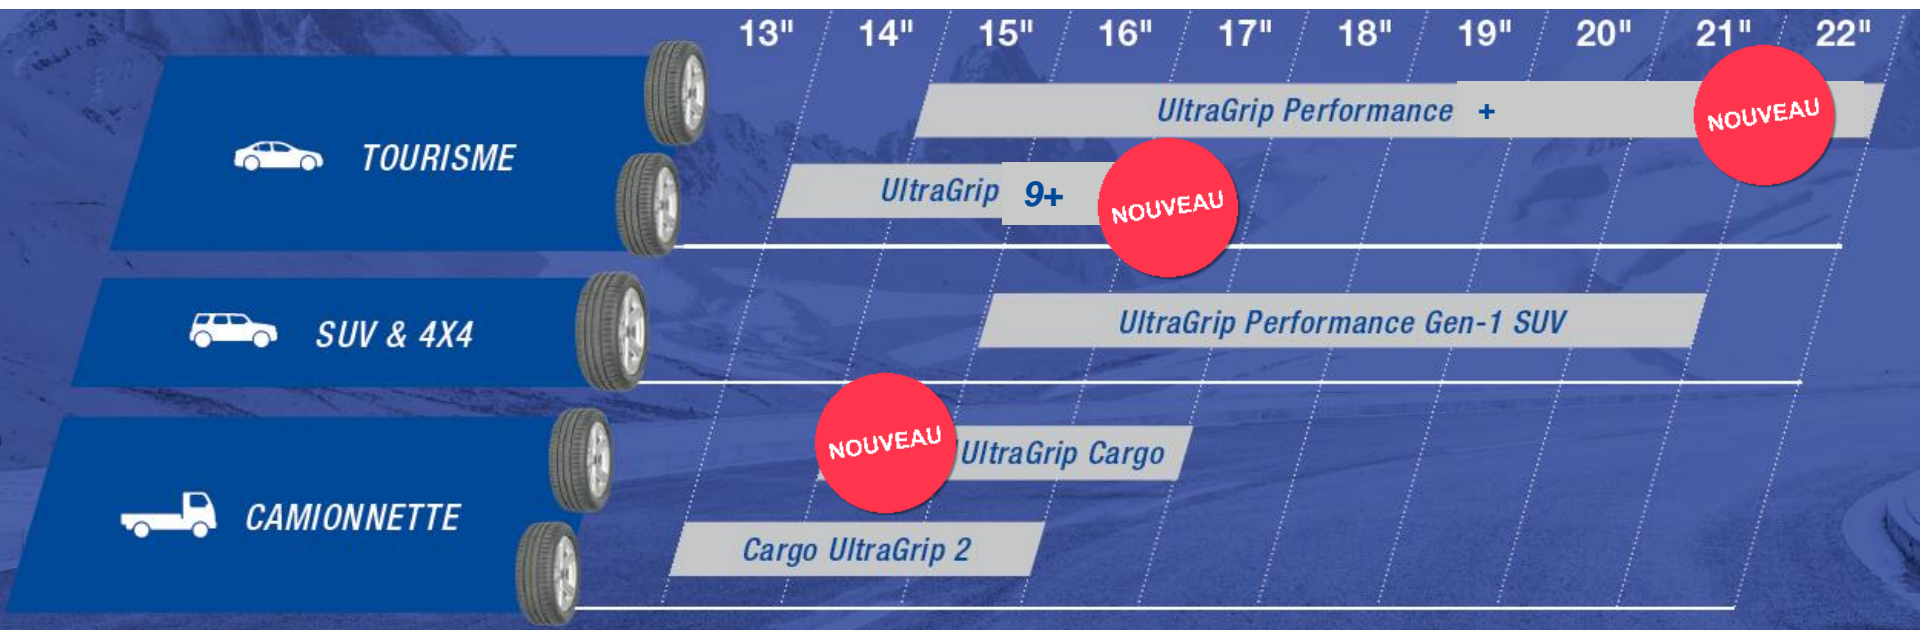 13" 14" 15" 16" 17" 18" 19" 20" 21" 22"
UltraGrip Performance +
NOUVEAU
TOURISME
UltraGrip 9+
NOUVEAU
SUV & 4X4
UltraGrip Performance Gen-1 SUV
NOUVEAU
UltraGrip Cargo
CAMIONNETTE
Cargo UltraGrip 2